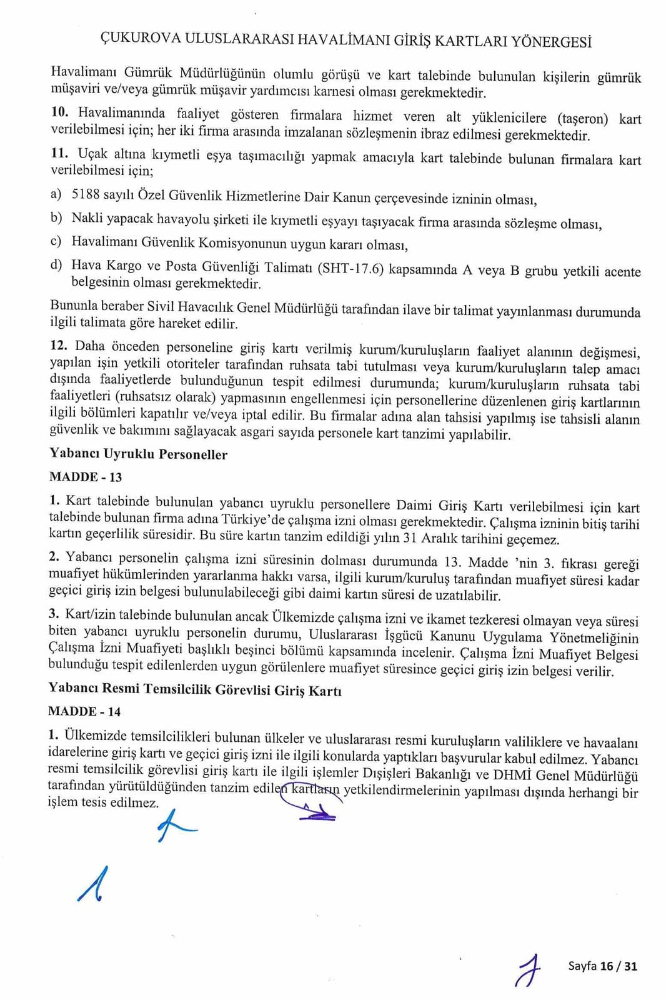 ÇUKUROVA ULUSLARARASI HAVALİMANI GİRİŞ KARTLARI YÖNERGESİ
Havalimanı Gümrük Müdürlüğünün olumlu görüşü ve kart talebinde bulunulan kişilerin gümrük
müşaviri ve/veya gümrük müşavir yardımcısı karnesi olması gerekmektedir.
10. Havalimanında faaliyet gösteren firmalara hizmet veren alt yüklenicilere (taşeron) kart
verilebilmesi için; her iki firma arasında imzalanan sözleşmenin ibraz edilmesi gerekmektedir.
11. Uçak altına kıymetli eşya taşımacılığı yapmak amacıyla kart talebinde bulunan firmalara kart
verilebilmesi için;
a) 5188 sayılı Özel Güvenlik Hizmetlerine Dair Kanun çerçevesinde izninin olması,
b) Nakli yapacak havayolu şirketi ile kıymetli eşyayı taşıyacak firma arasında sözleşme olması,
c) Havalimanı Güvenlik Komisyonunun uygun kararı olması,
d) Hava Kargo ve Posta Güvenliği Talimatı (SHT-17.6) kapsamında A veya B grubu yetkili acente
belgesinin olması gerekmektedir.
Bununla beraber Sivil Havacılık Genel Müdürlüğü tarafından ilave bir talimat yayınlanması durumunda
ilgili talimata göre hareket edilir.
12. Daha önceden personeline giriş kartı verilmiş kurum/kuruluşların faaliyet alanının değişmesi,
yapılan işin yetkili otoriteler tarafından ruhsata tabi tutulması veya kurum/kuruluşların talep amacı
dışında faaliyetlerde bulunduğunun tespit edilmesi durumunda; kurum/kuruluşların ruhsata tabi
faaliyetleri (ruhsatsız olarak) yapmasının engellenmesi için personellerine düzenlenen giriş kartlarının
ilgili bölümleri kapatılır ve/veya iptal edilir. Bu firmalar adına alan tahsisi yapılmış ise tahsisli alanın
güvenlik ve bakımını sağlayacak asgari sayıda personele kart tanzimi yapılabilir.
Yabancı Uyruklu Personeller
MADDE - 13
1. Kart talebinde bulunulan yabancı uyruklu personellere Daimi Giriş Kartı verilebilmesi için kart
talebinde bulunan firma adına Türkiye’de çalışma izni olması gerekmektedir. Çalışma izninin bitiş tarihi
kartın geçerlilik süresidir. Bu süre kartın tanzim edildiği yılın 31 Aralık tarihini geçemez.
2. Yabancı personelin çalışma izni süresinin dolması durumunda 13. Madde ’nin 3. fıkrası gereği
muafiyet hükümlerinden yararlanma hakkı varsa, ilgili kurum/kuruluş tarafından muafiyet süresi kadar
geçici giriş izin belgesi bulunulabileceği gibi daimi kartın süresi de uzatılabilir.
3. Kart/izin talebinde bulunulan ancak Ülkemizde çalışma izni ve ikamet tezkeresi olmayan veya süresi
biten yabancı uyruklu personelin durumu, Uluslararası İşgücü Kanunu Uygulama Yönetmeliğinin
Çalışma İzni Muafiyeti başlıklı beşinci bölümü kapsamında incelenir. Çalışma İzni Muafiyet Belgesi
bulunduğu tespit edilenlerden uygun görülenlere muafiyet süresince geçici giriş izin belgesi verilir.
Yabancı Resmi Temsilcilik Görevlisi Giriş Kartı
MADDE - 14
1. Ülkemizde temsilcilikleri bulunan ülkeler ve uluslararası resmi kuruluşların valiliklere ve havaalanı
idarelerine giriş kartı ve geçici giriş izni ile ilgili konularda yaptıkları başvurular kabul edilmez. Yabancı
resmi temsilcilik görevlisi giriş kartı ile ilgili işlemler Dışişleri Bakanlığı ve DHMİ Genel Müdürlüğü
tarafından yürütüldüğünden tanzim edilen kartların yetkilendirmelerinin yapılması dışında herhangi bir
işlem tesis edilmez.
Sayfa 16 / 31